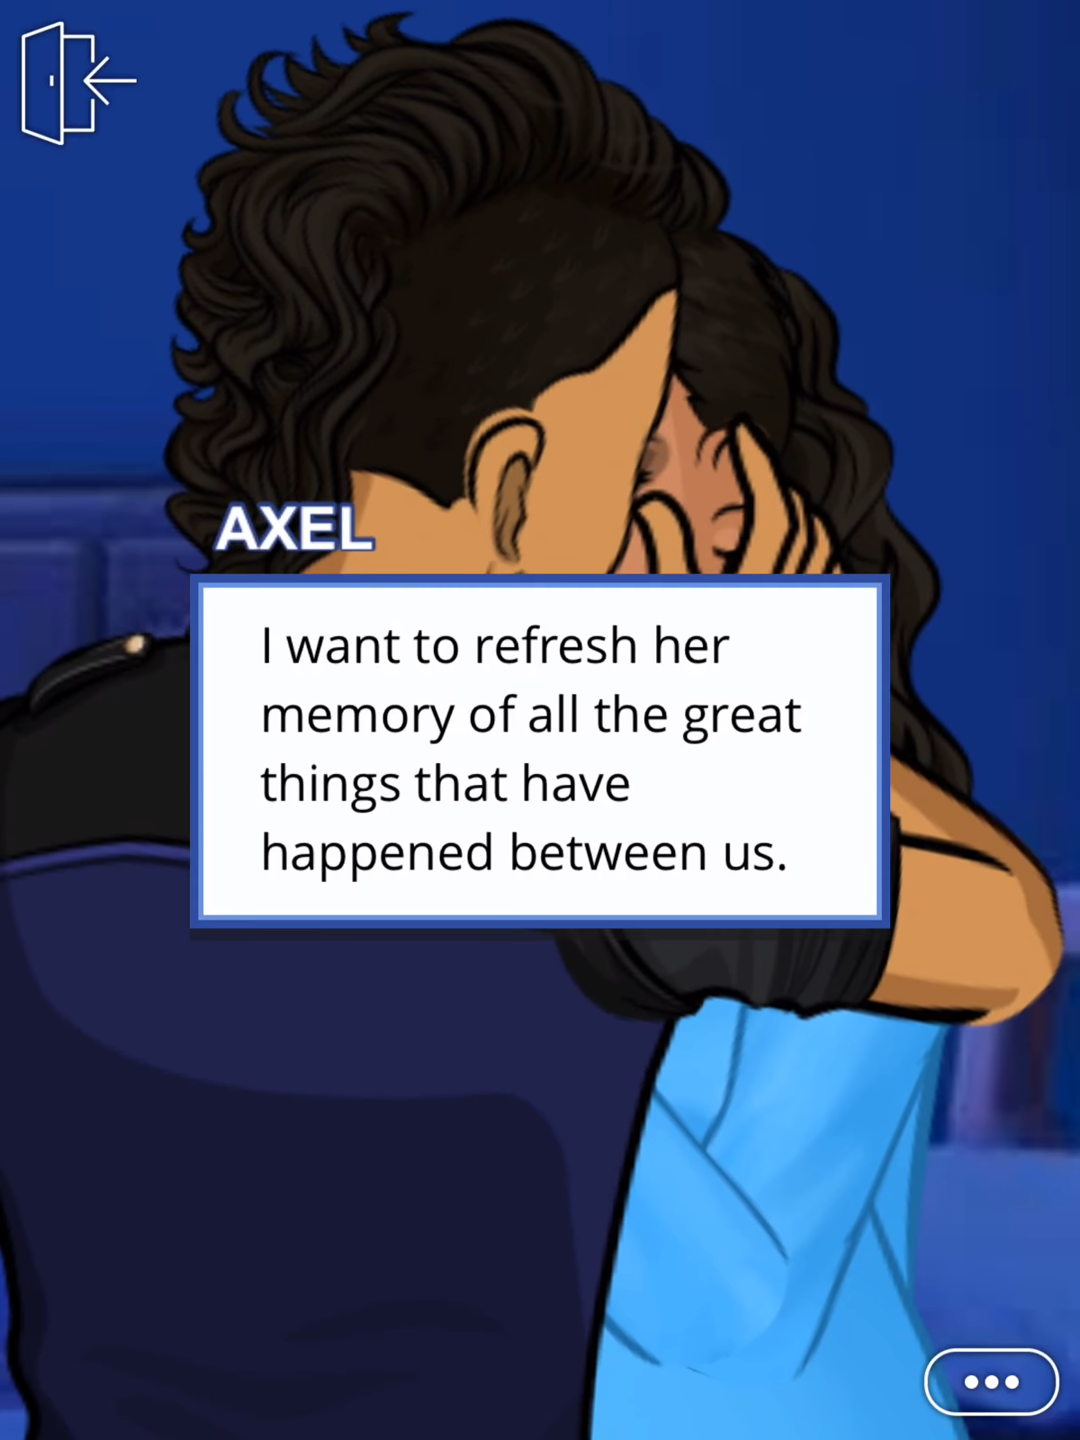 AXEL
I want to refresh her
memory of all the great
things that have
happened between us.